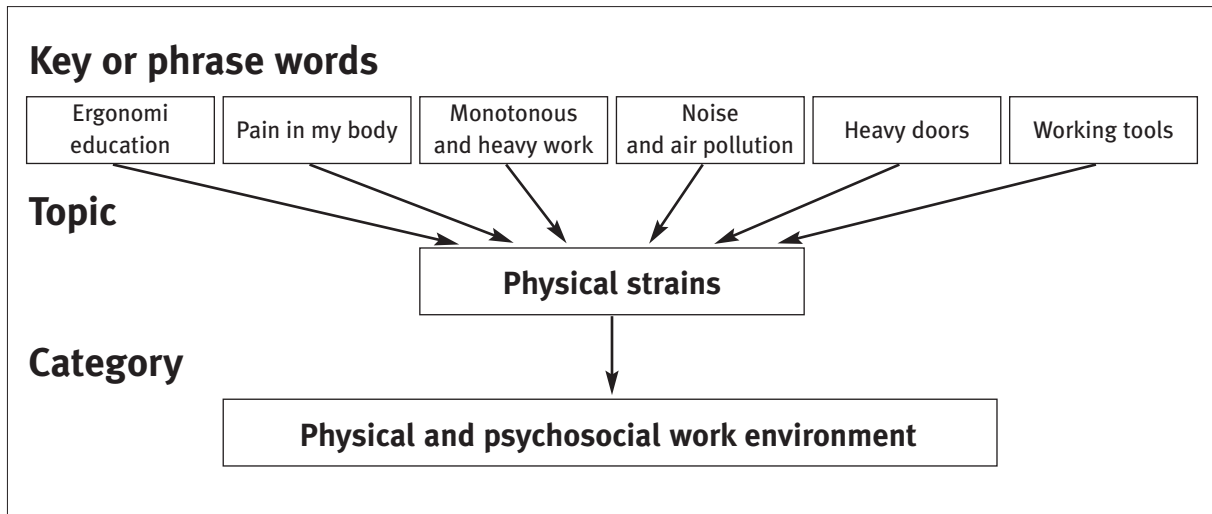 Key or phrase words
Ergonomi
education
Pain in my body
Monotonous
and heavy work
Noise
and air pollution
Heavy doors
Working tools
Topic
Physical strains
Category
Physical and psychosocial work environment